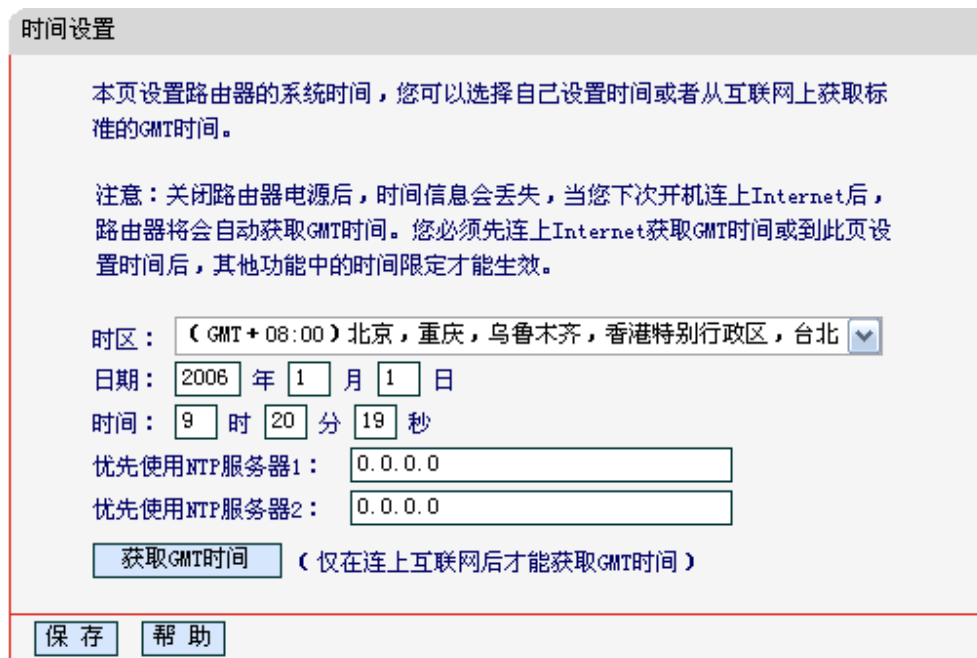 时间设置
本页设置路由器的系统时间，您可以选择自己设置时间或者从互联网上获取标
准的GMT时间。
注意：关闭路由器电源后，时间信息会丢失，当您下次开机连上Internet后，
路由器将会自动获取GMT时间。您必须先连上Internet获取GMT时间或到此页设
置时间后，其他功能中的时间限定才能生效。
时区： （GMT＋08:00）北京，重庆，乌鲁木齐，香港特别行政区，台北
日期： 2006 年 1 月 1 日
时间： 9 时 20 分 19 秒
优先使用NTP服务器1： 0.0.0.0
优先使用NTP服务器2： 0.0.0.0
获取GMT时间 （仅在连上互联网后才能获取GMT时间）
保 存 帮 助